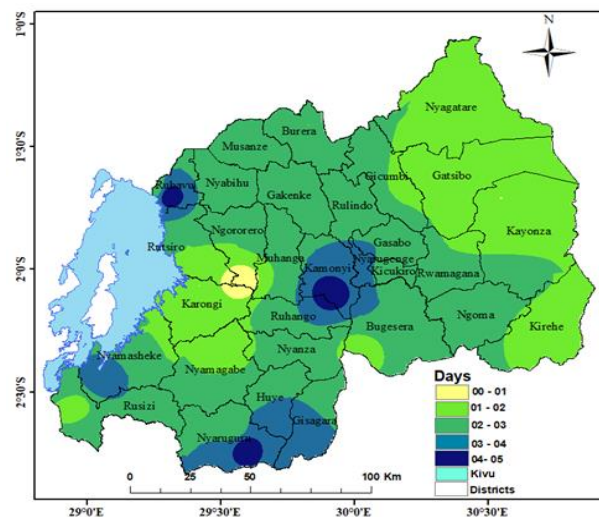 1°0'S
N
Nyagatare
Burera
Musanze
1°30'S
Gicumbi
Gatsibo
Rubavu
Nyabihu
Gakenke
Rulindo
Kayonza
Ngororero
Rutsiro
Gasabo
Muhanga
Nyarugenge
2°0'S
Kamonyi
Kicukiro
Rwamagana
Karongi
Ruhango
Bugesera
Ngoma
Kirehe
Nyamasheke
Nyanza
Nyamagabe
2°30'S
Rusizi
Huye
Gisagara
Nyaruguru
Days
00 - 01
01 - 02
02 - 03
03 - 04
04- 05
Kivu
Districts
0 25 50 100 Km
29°0'E 29°30'E 30°0'E 30°30'E